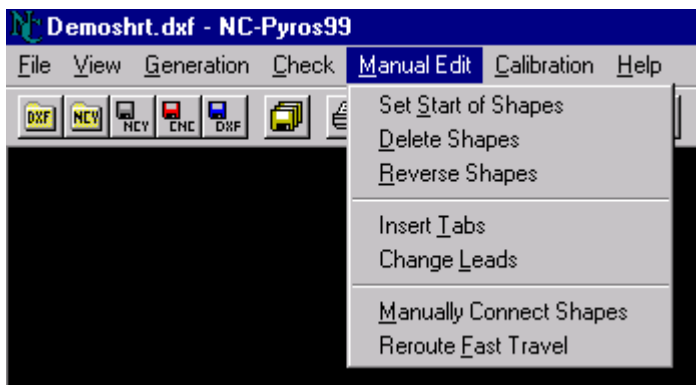 NC Demoshrt.dxf - NC-Pyros99
File View Generation Check Manual Edit Calibration Help
DXF NCY NCY CNC DXF
Set Start of Shapes
Delete Shapes
Reverse Shapes
Insert Tabs
Change Leads
Manually Connect Shapes
Reroute Fast Travel